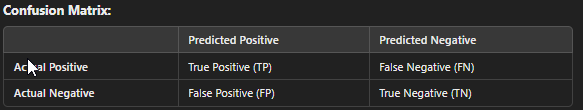 Confusion Matrix:
Predicted Positive Predicted Negative
Actual Positive True Positive (TP) False Negative (FN)
Actual Negative False Positive (FP) True Negative (TN)